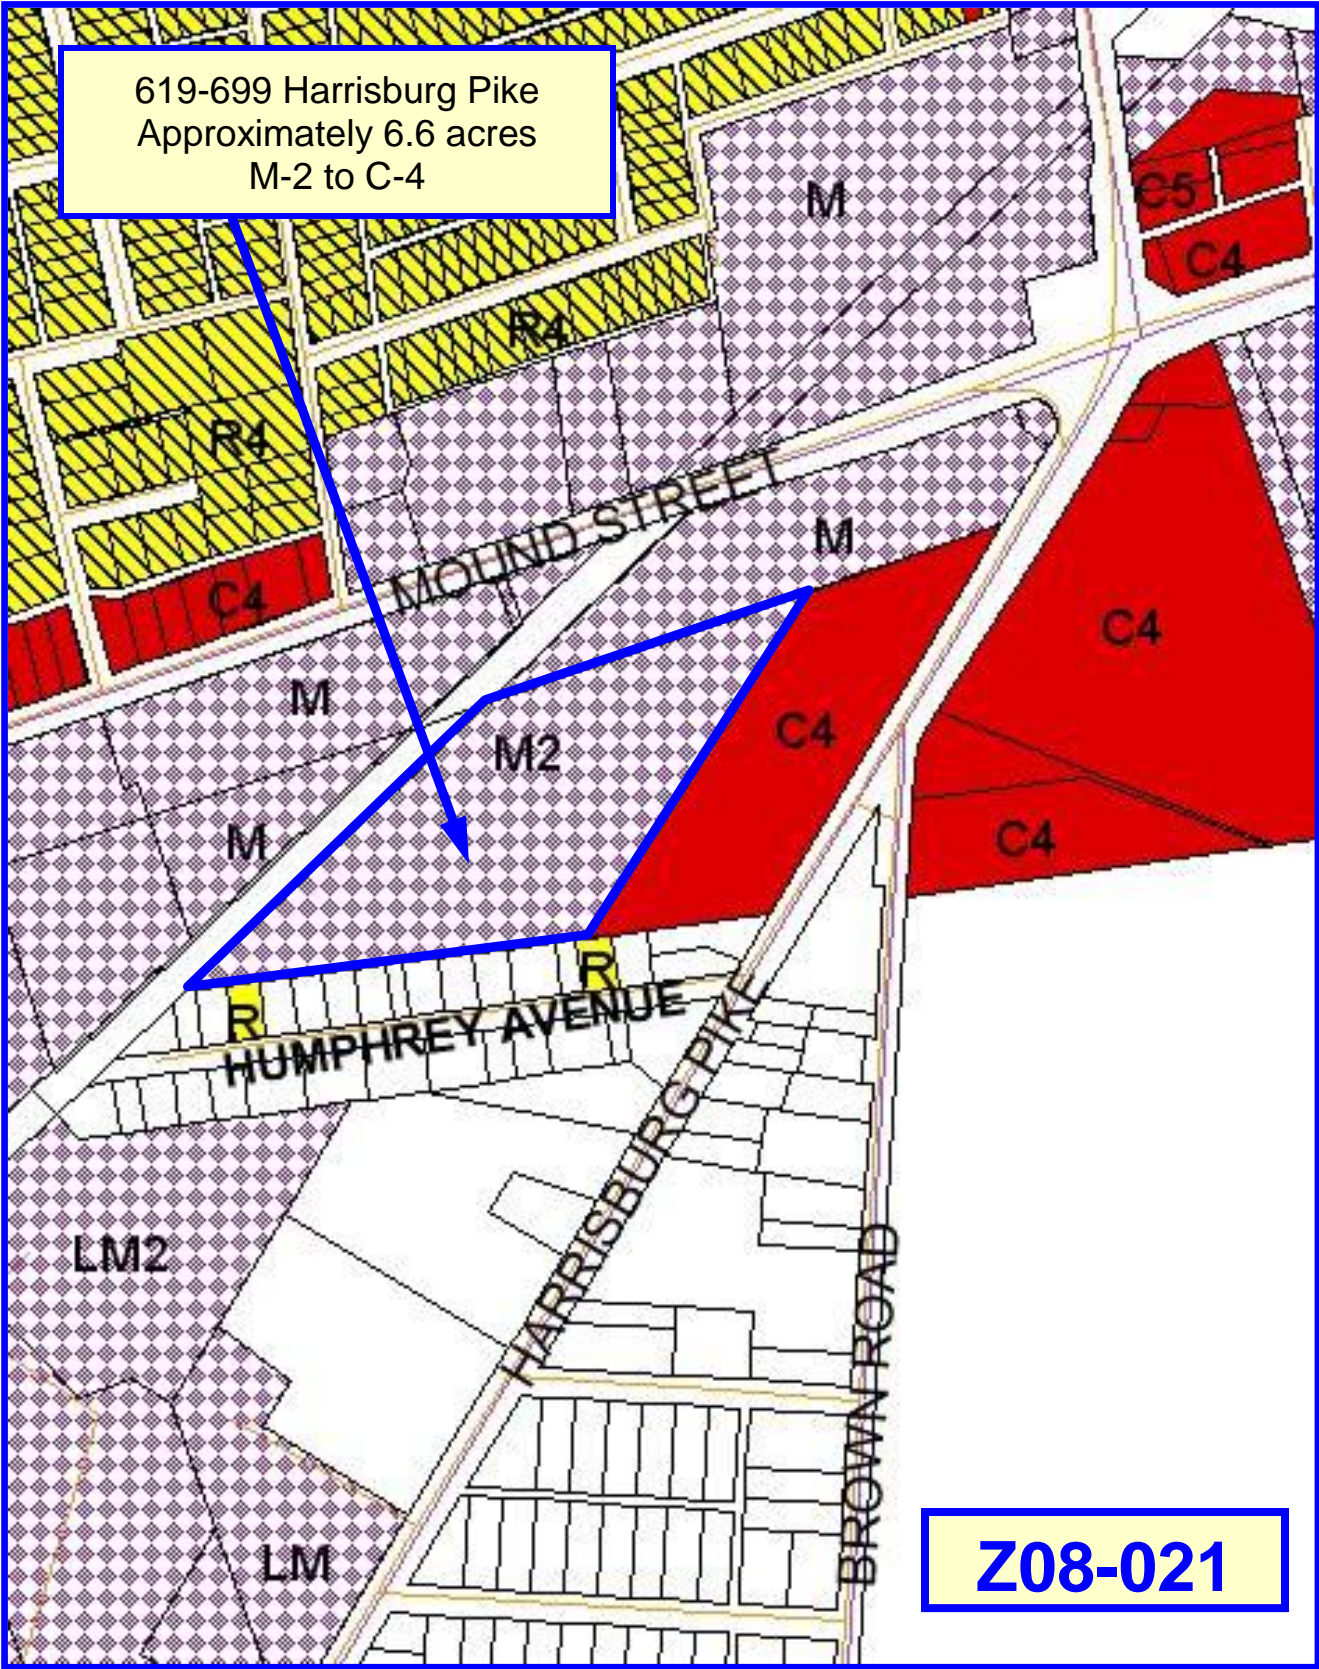 619-699 Harrisburg Pike
Approximately 6.6 acres
M-2 to C-4
M
C5
C4
R4
R4
MOUND STREET
M
C4
C4
M
M2
C4
M
C4
R
R
HUMPHREY AVENUE
HARRISBURG PIKE
LM2
BROWN ROAD
LM
Z08-021